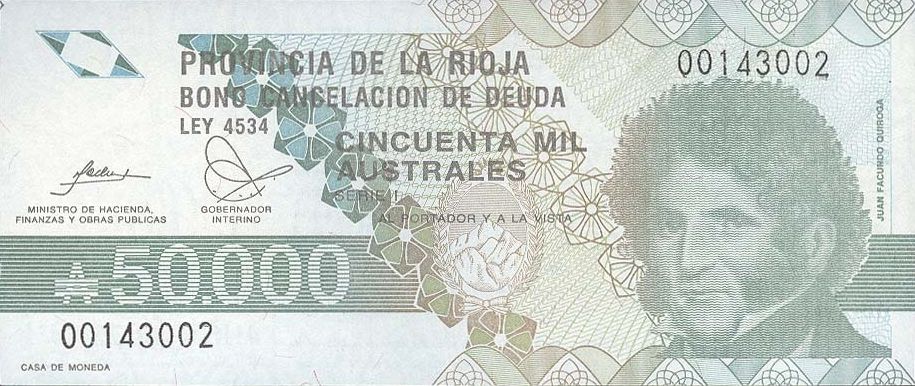 PROVINCIA DE LA RIOJA
00143002
BONO CANCELACION DE DEUDA
LEY 4534
CINCUENTA MIL
AUSTRALES
SERIE I
AL PORTADOR Y A LA VISTA
MINISTRO DE HACIENDA,
FINANZAS Y OBRAS PUBLICAS
GOBERNADOR
INTERINO
JUAN FACUNDO QUIROGA
₳50.000
00143002
CASA DE MONEDA